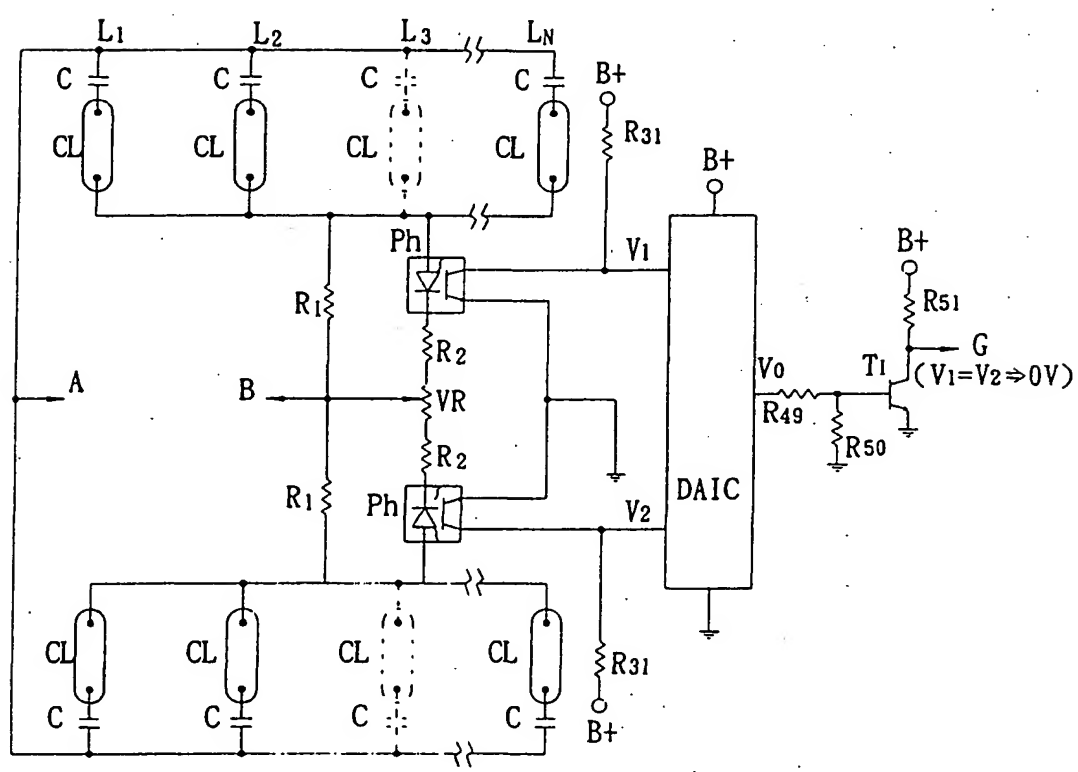 L1 L2 L3 LN
C C C C
CL CL CL CL
B+
R31
B+
Ph
V1
B+
R51
R1
R2
A B VR
V0
T1
G
(V1=V2⇒0V)
R49
R50
R2
R1
Ph
V2
DAIC
CL CL CL CL
R31
C C C C
B+